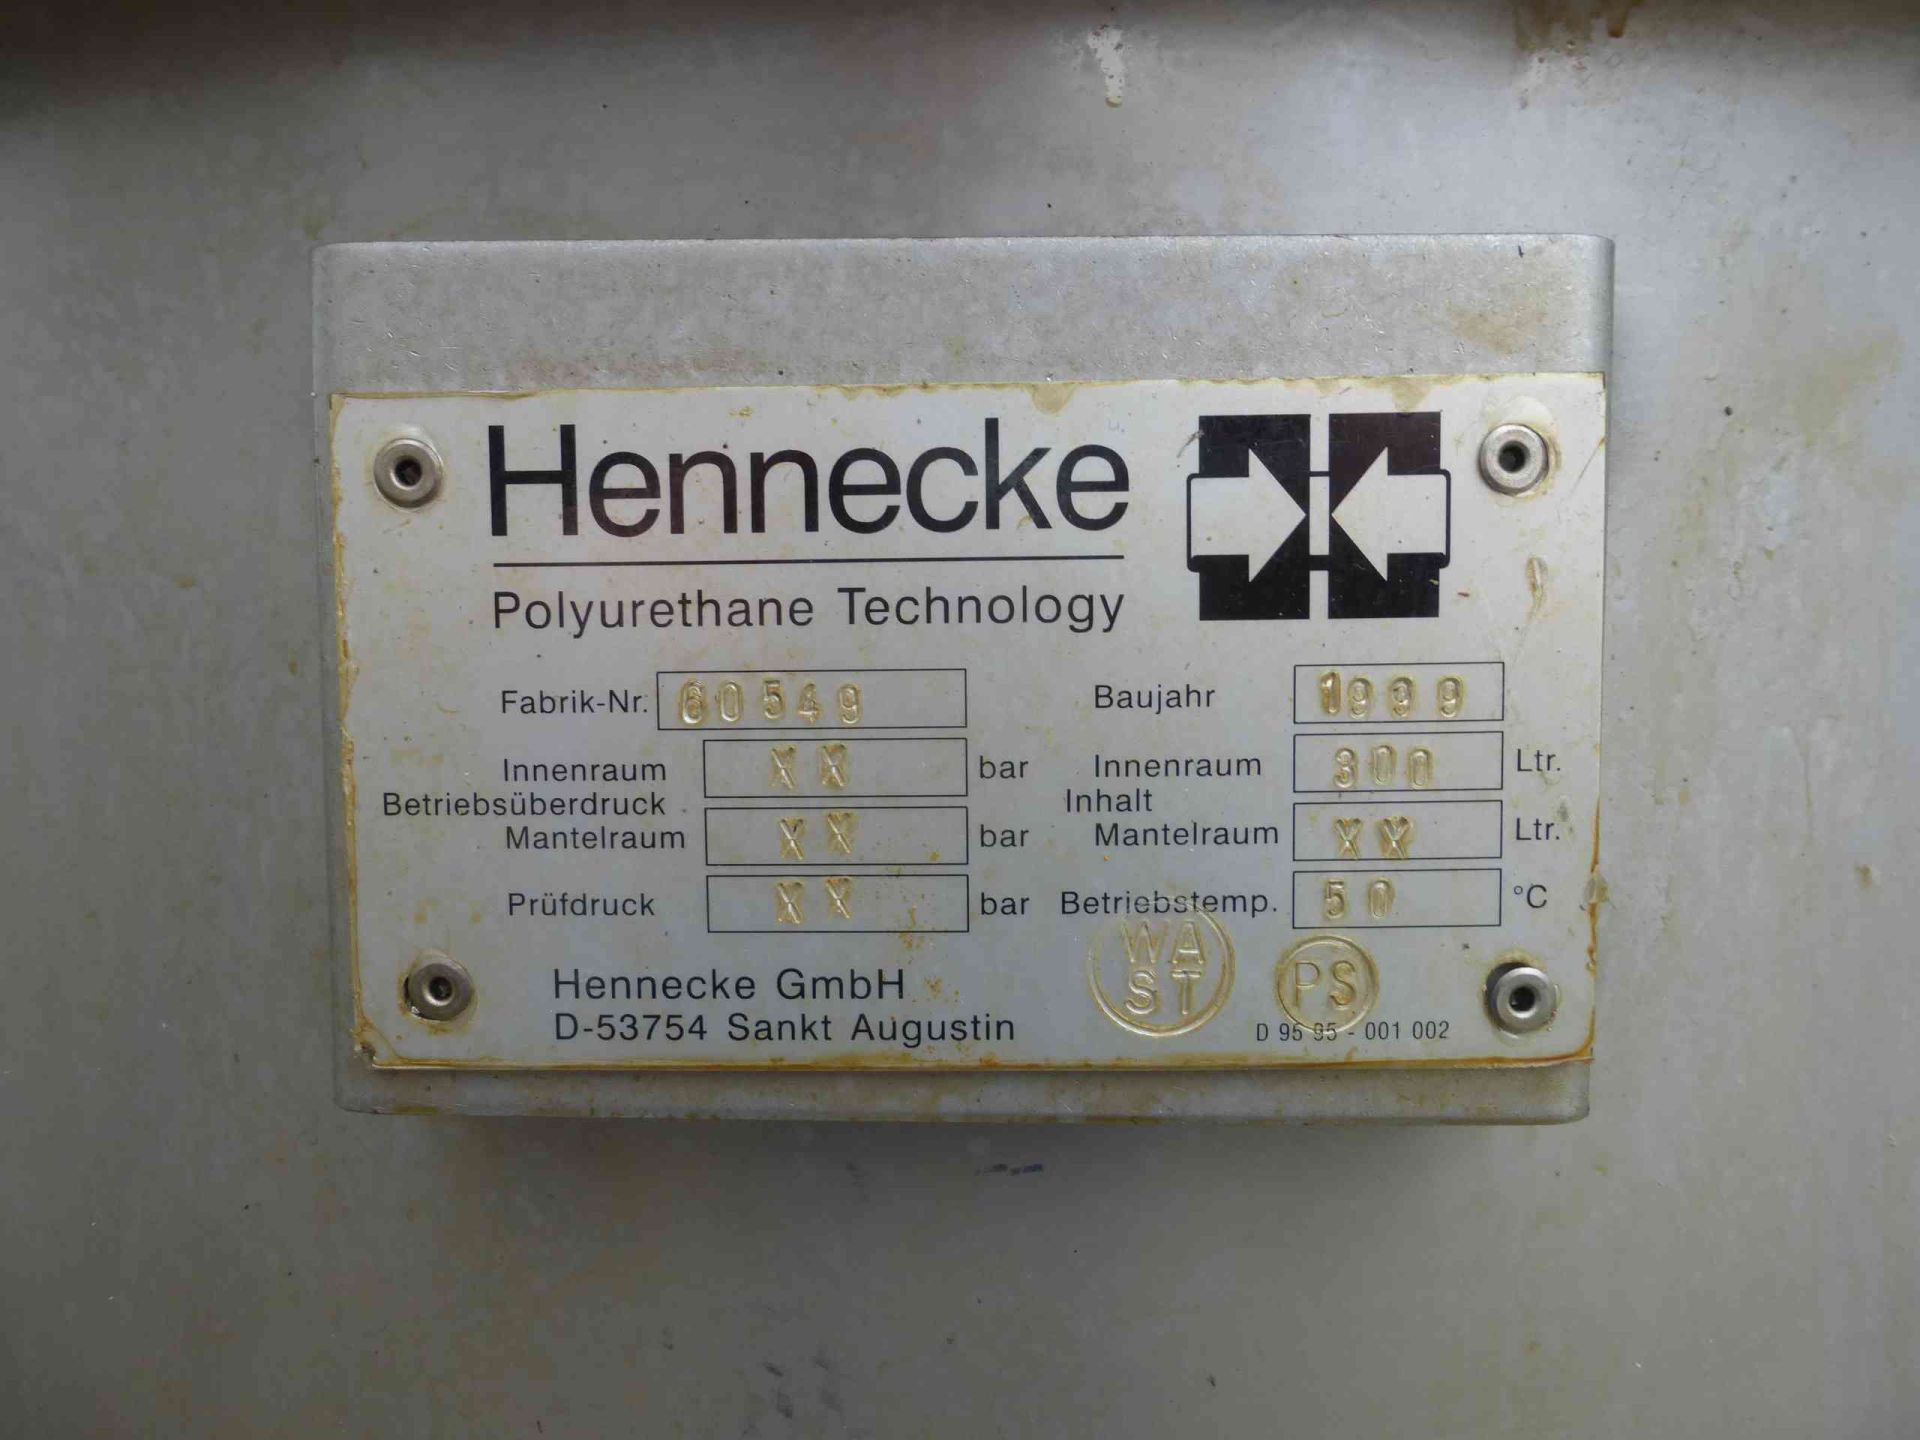 Hennecke
Polyurethane Technology
Fabrik-Nr. 60549 Baujahr 1999
Innenraum XX bar Innenraum 300 Ltr.
Betriebsüberdruck Inhalt
Mantelraum XX bar Mantelraum XX Ltr.
Prüfdruck XX bar Betriebstemp. 50 °C
WA
ST
PS
Hennecke GmbH
D-53754 Sankt Augustin
D 95 95 - 001 002